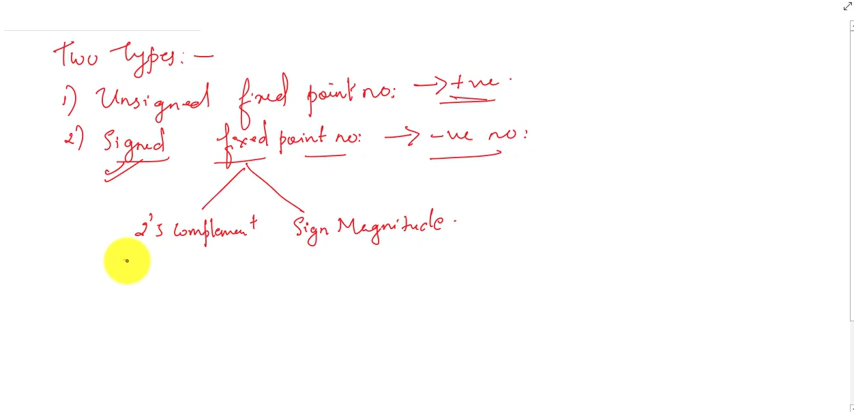 Two Types: —
1) Unsigned fixed point no: → +ve.
2) Signed fixed point no: → -ve no:
2's complement Sign Magnitude.